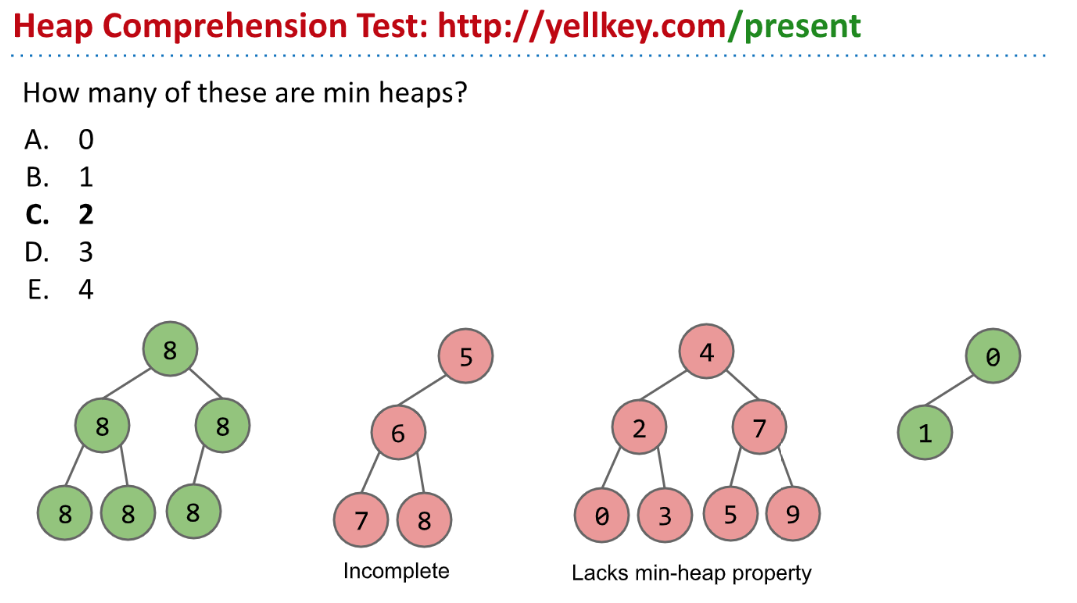 Heap Comprehension Test: http://yellkey.com/present
How many of these are min heaps?
A. 0
B. 1
C. 2
D. 3
E. 4
8
8 8
8 8 8
5
6
7 8
Incomplete
4
2 7
0 3 5 9
Lacks min-heap property
0
1